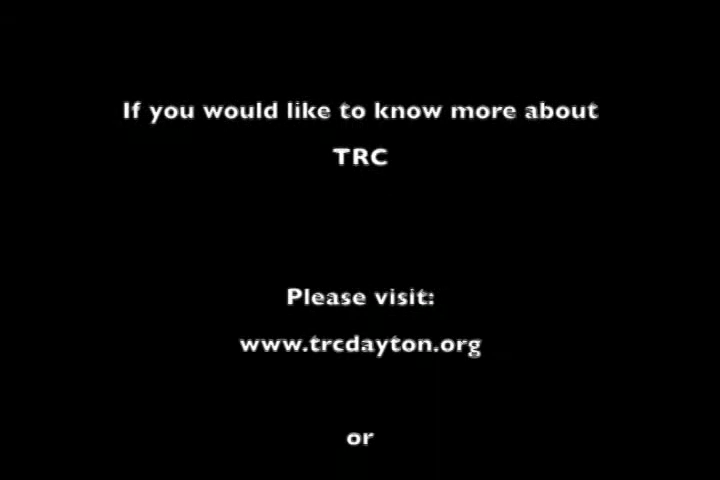 If you would like to know more about
TRC
Please visit:
www.trcdayton.org
or